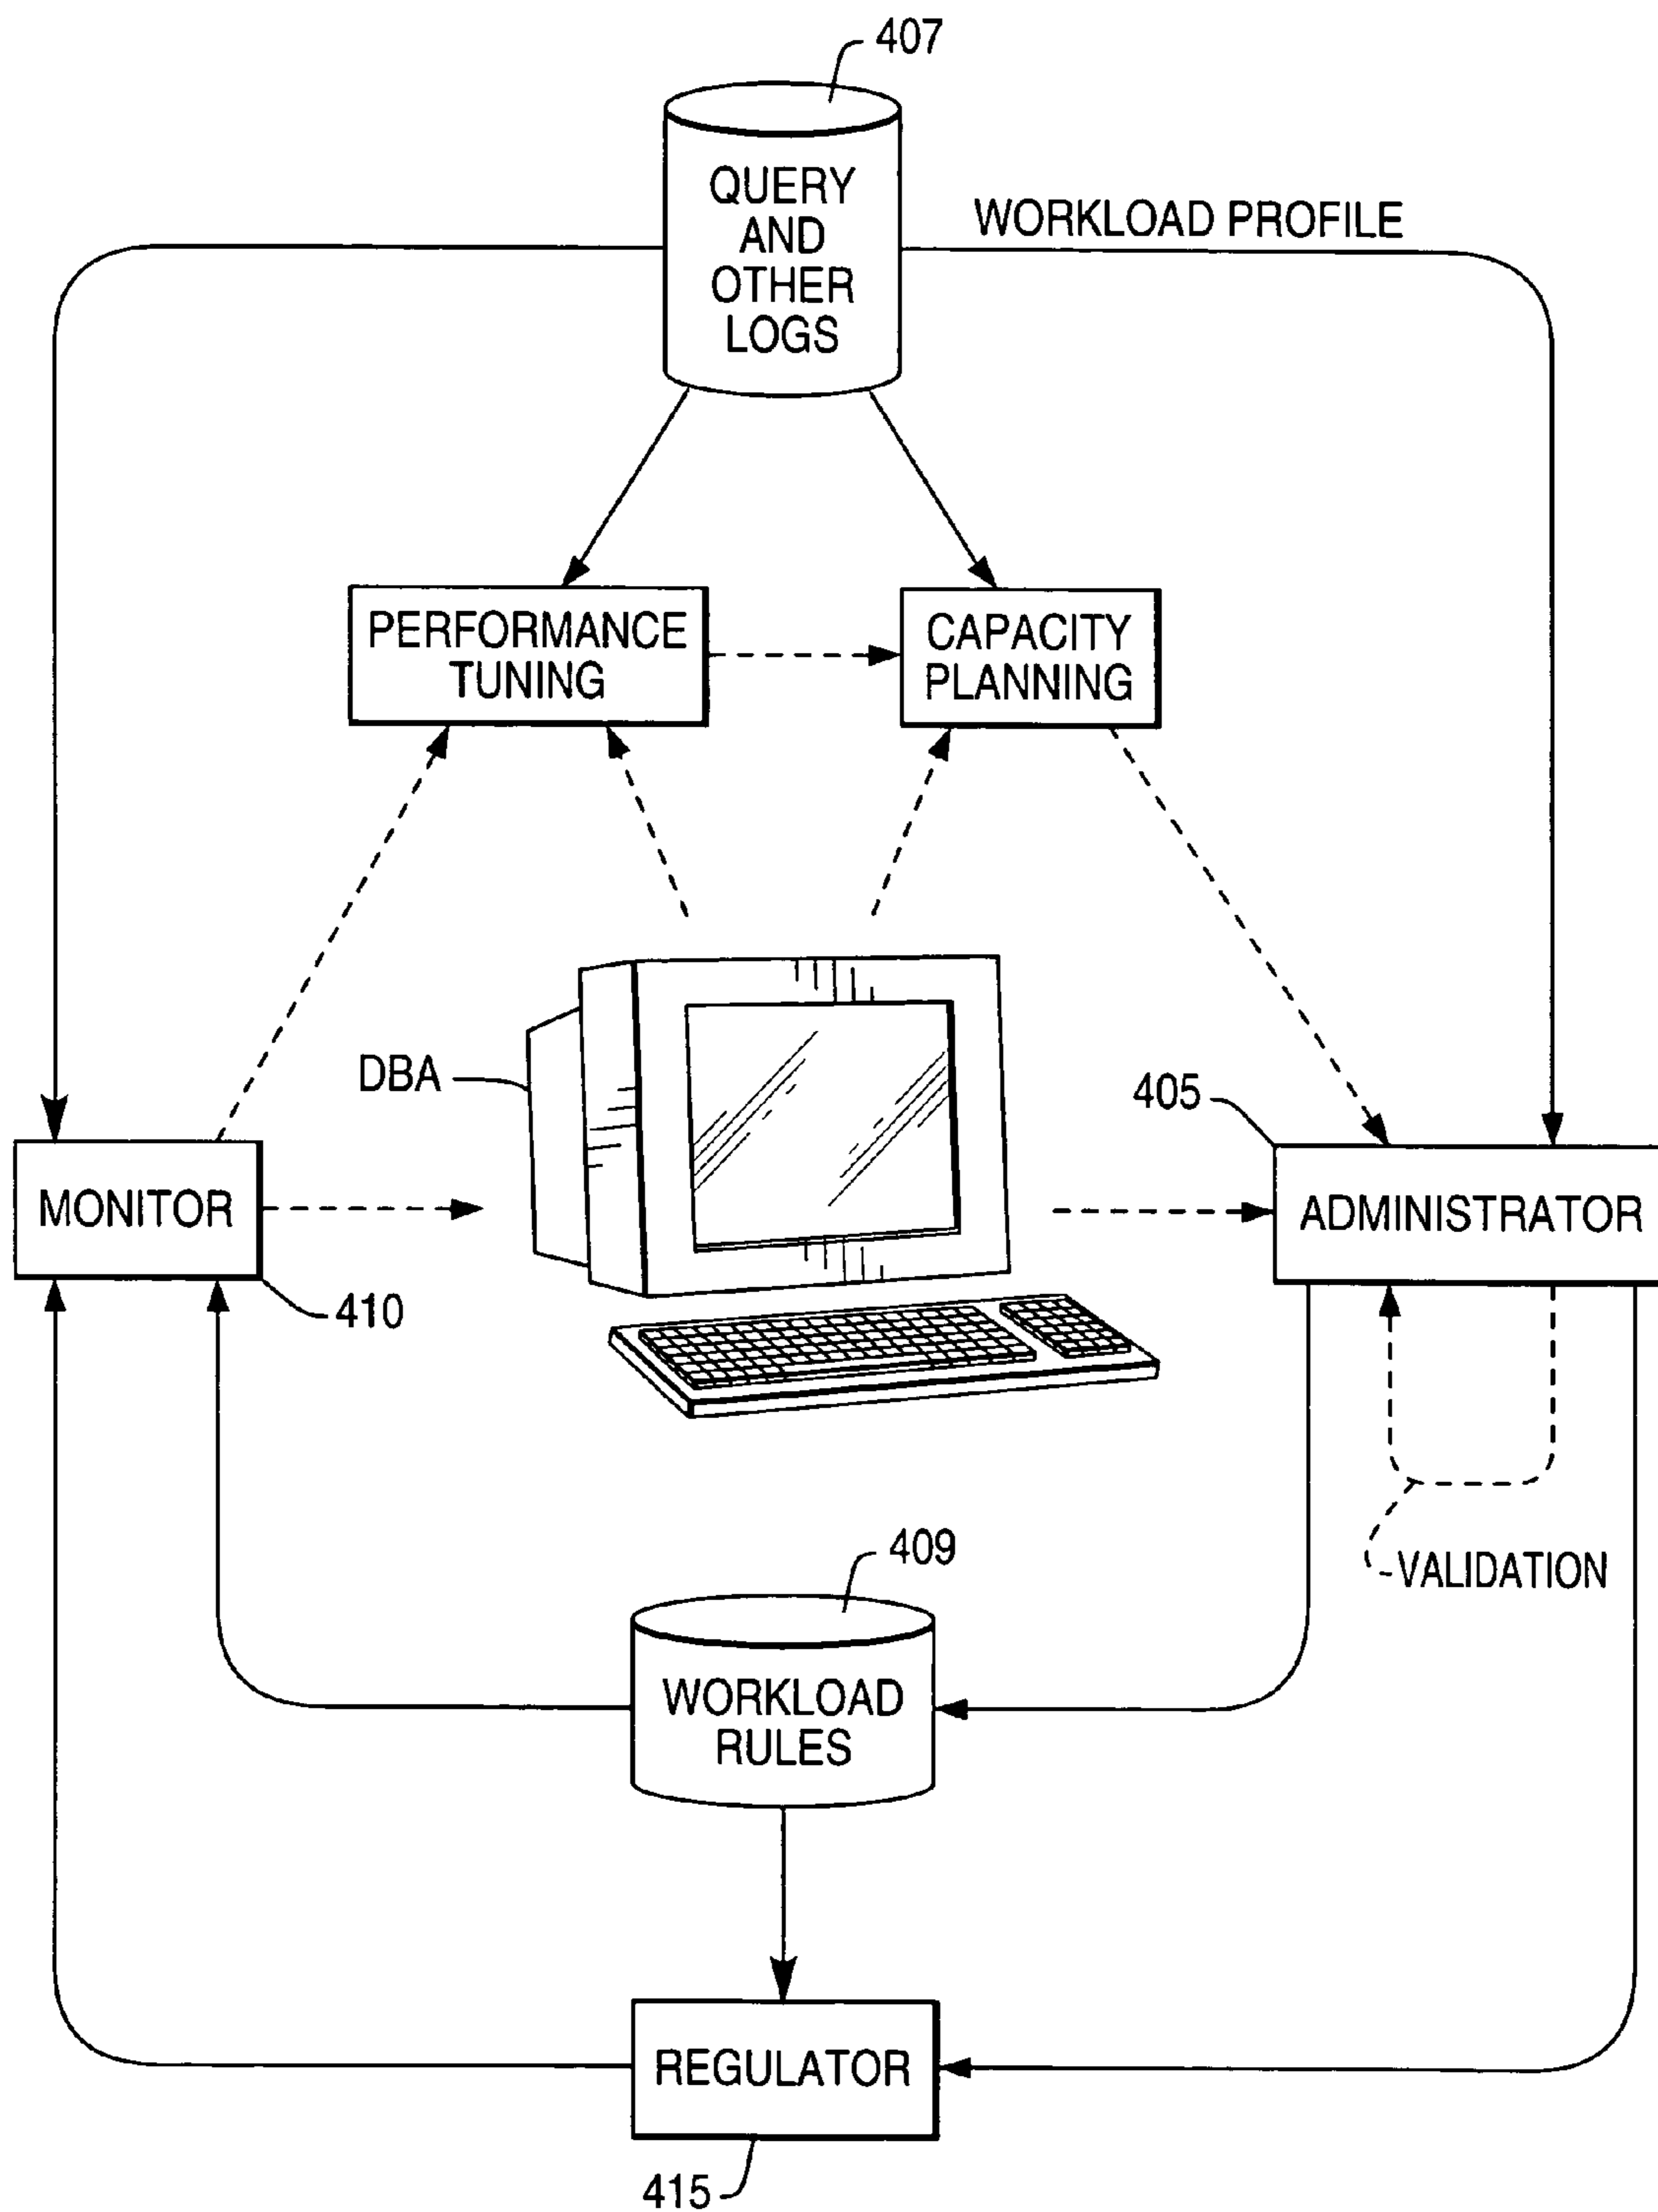 407
QUERY
AND
OTHER
LOGS
WORKLOAD PROFILE
PERFORMANCE
TUNING
CAPACITY
PLANNING
DBA
405
MONITOR
ADMINISTRATOR
410
409
VALIDATION
WORKLOAD
RULES
REGULATOR
415